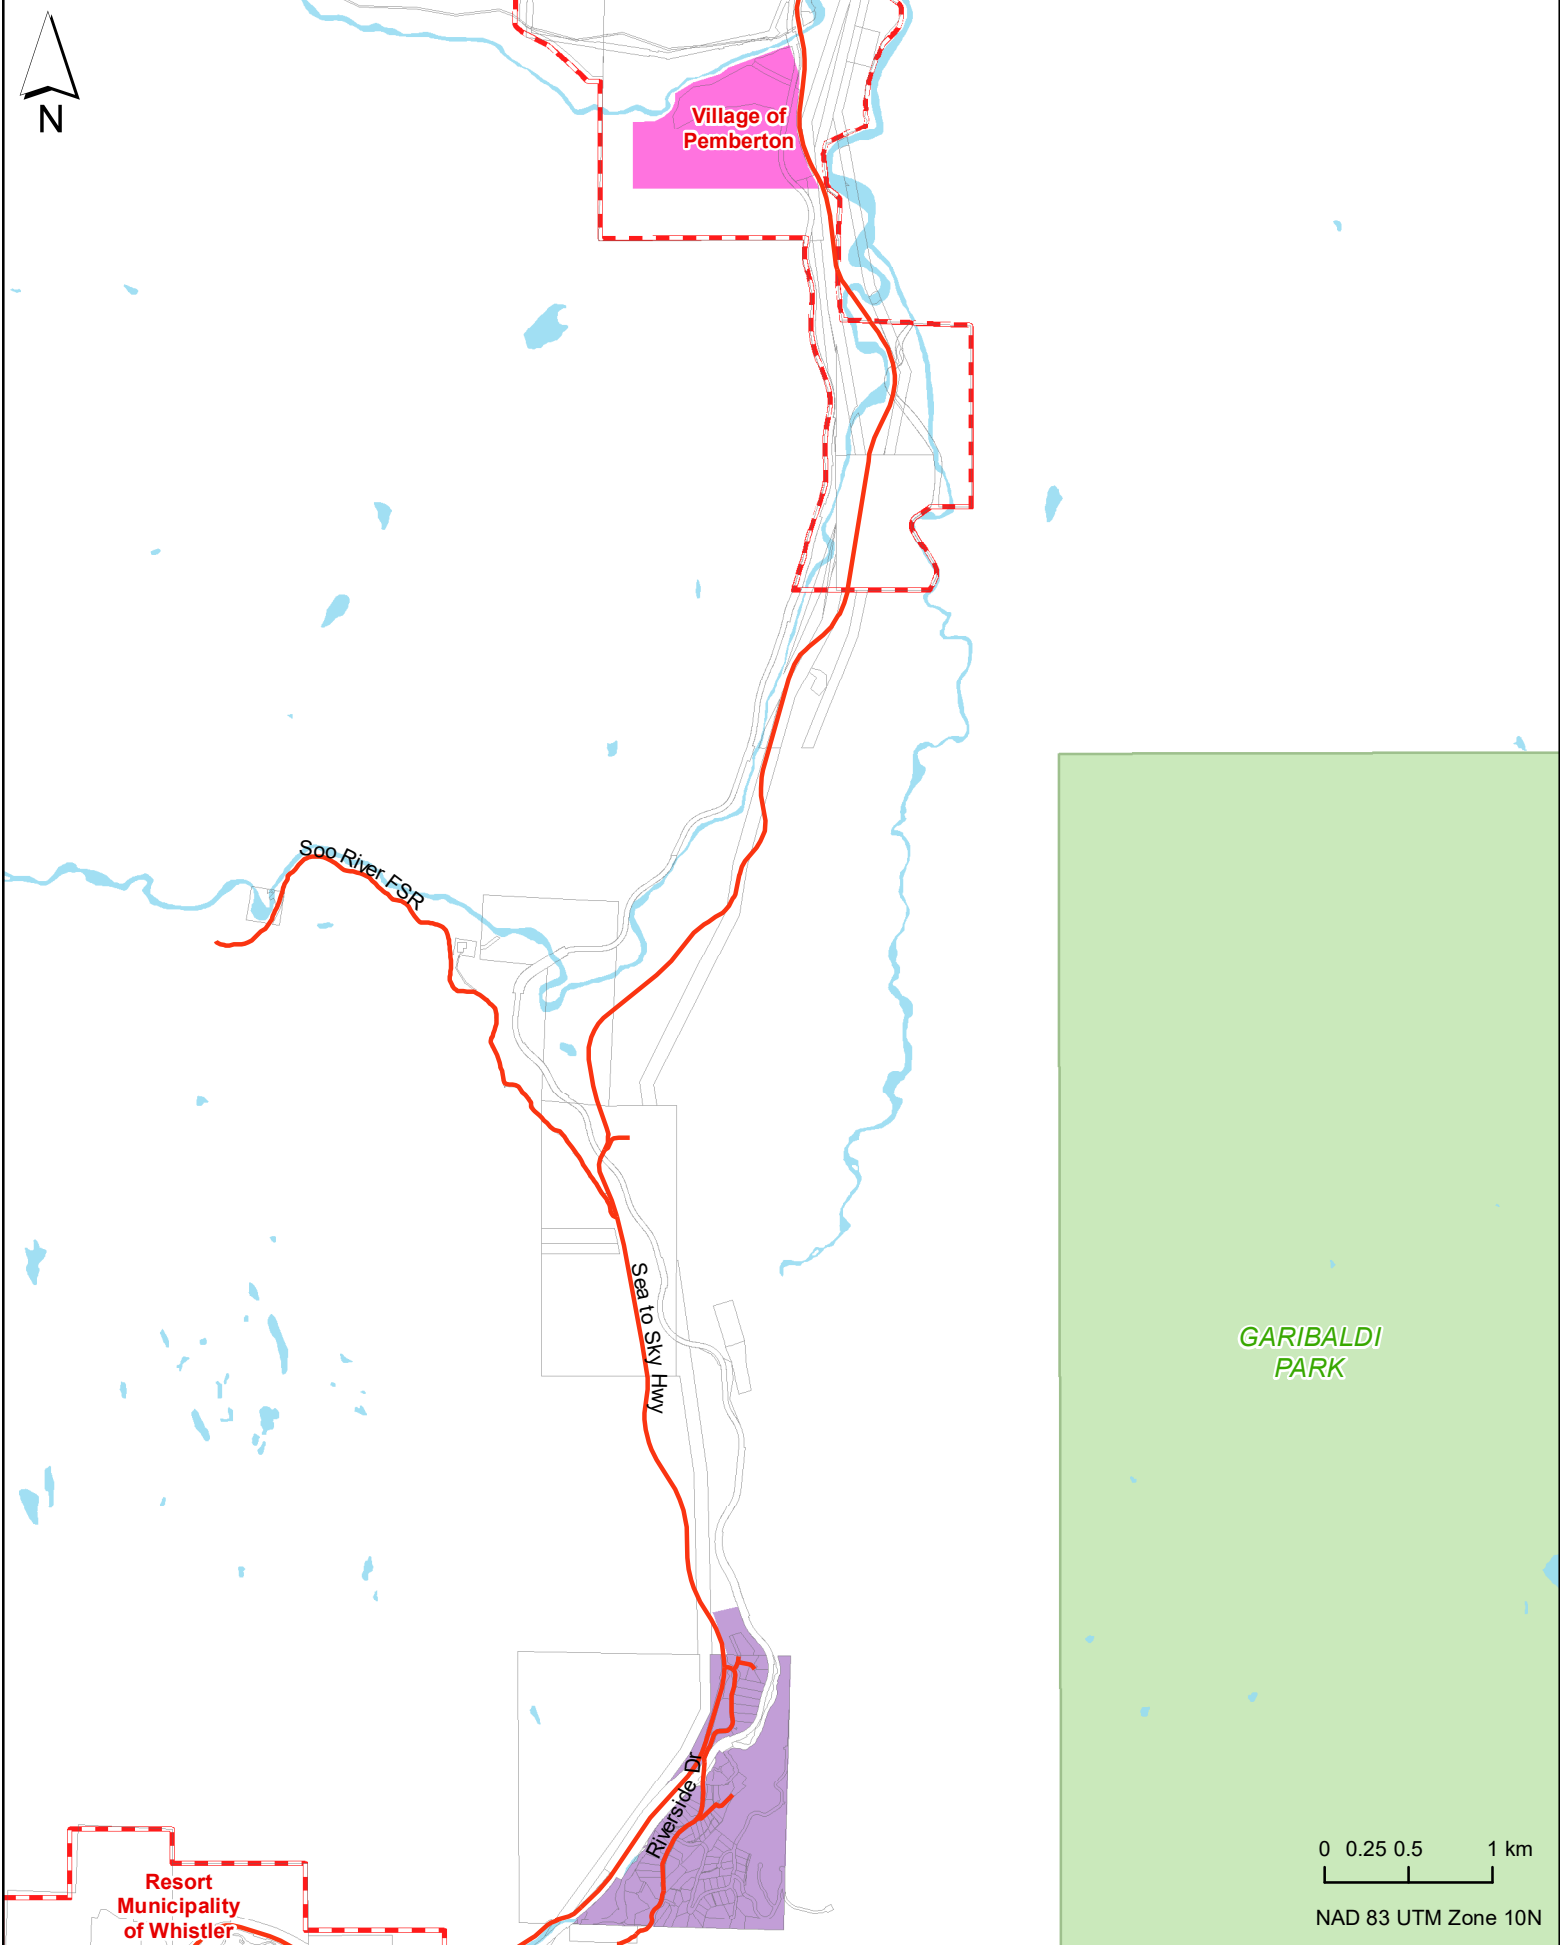 N
Village of
Pemberton
Soo River FSR
Sea to Sky Hwy
GARIBALDI
PARK
Riverside Dr
Resort
Municipality
of Whistler
0 0.25 0.5 1 km
NAD 83 UTM Zone 10N